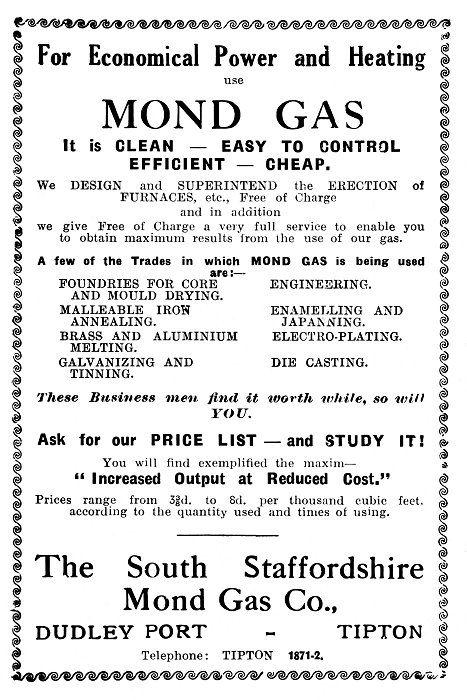 For Economical Power and Heating
use
MOND GAS
It is CLEAN — EASY TO CONTROL
EFFICIENT — CHEAP.
We DESIGN and SUPERINTEND the ERECTION of
FURNACES, etc., Free of Charge
and in addition
we give Free of Charge a very full service to enable you
to obtain maximum results from the use of our gas.
A few of the Trades in which MOND GAS is being used
are:—
FOUNDRIES FOR CORE
AND MOULD DRYING.
ENGINEERING.
MALLEABLE IRON
ANNEALING.
ENAMELLING AND
JAPANNING.
BRASS AND ALUMINIUM
MELTING.
ELECTRO-PLATING.
GALVANIZING AND
TINNING.
DIE CASTING.
These Business men find it worth while, so will
YOU.
Ask for our PRICE LIST — and STUDY IT!
You will find exemplified the maxim—
“ Increased Output at Reduced Cost.”
Prices range from to 8d. per thousand cubic feet.
according to the quantity used and times of using.
The South Staffordshire
Mond Gas Co.,
DUDLEY PORT - TIPTON
Telephone: TIPTON 1871-2.